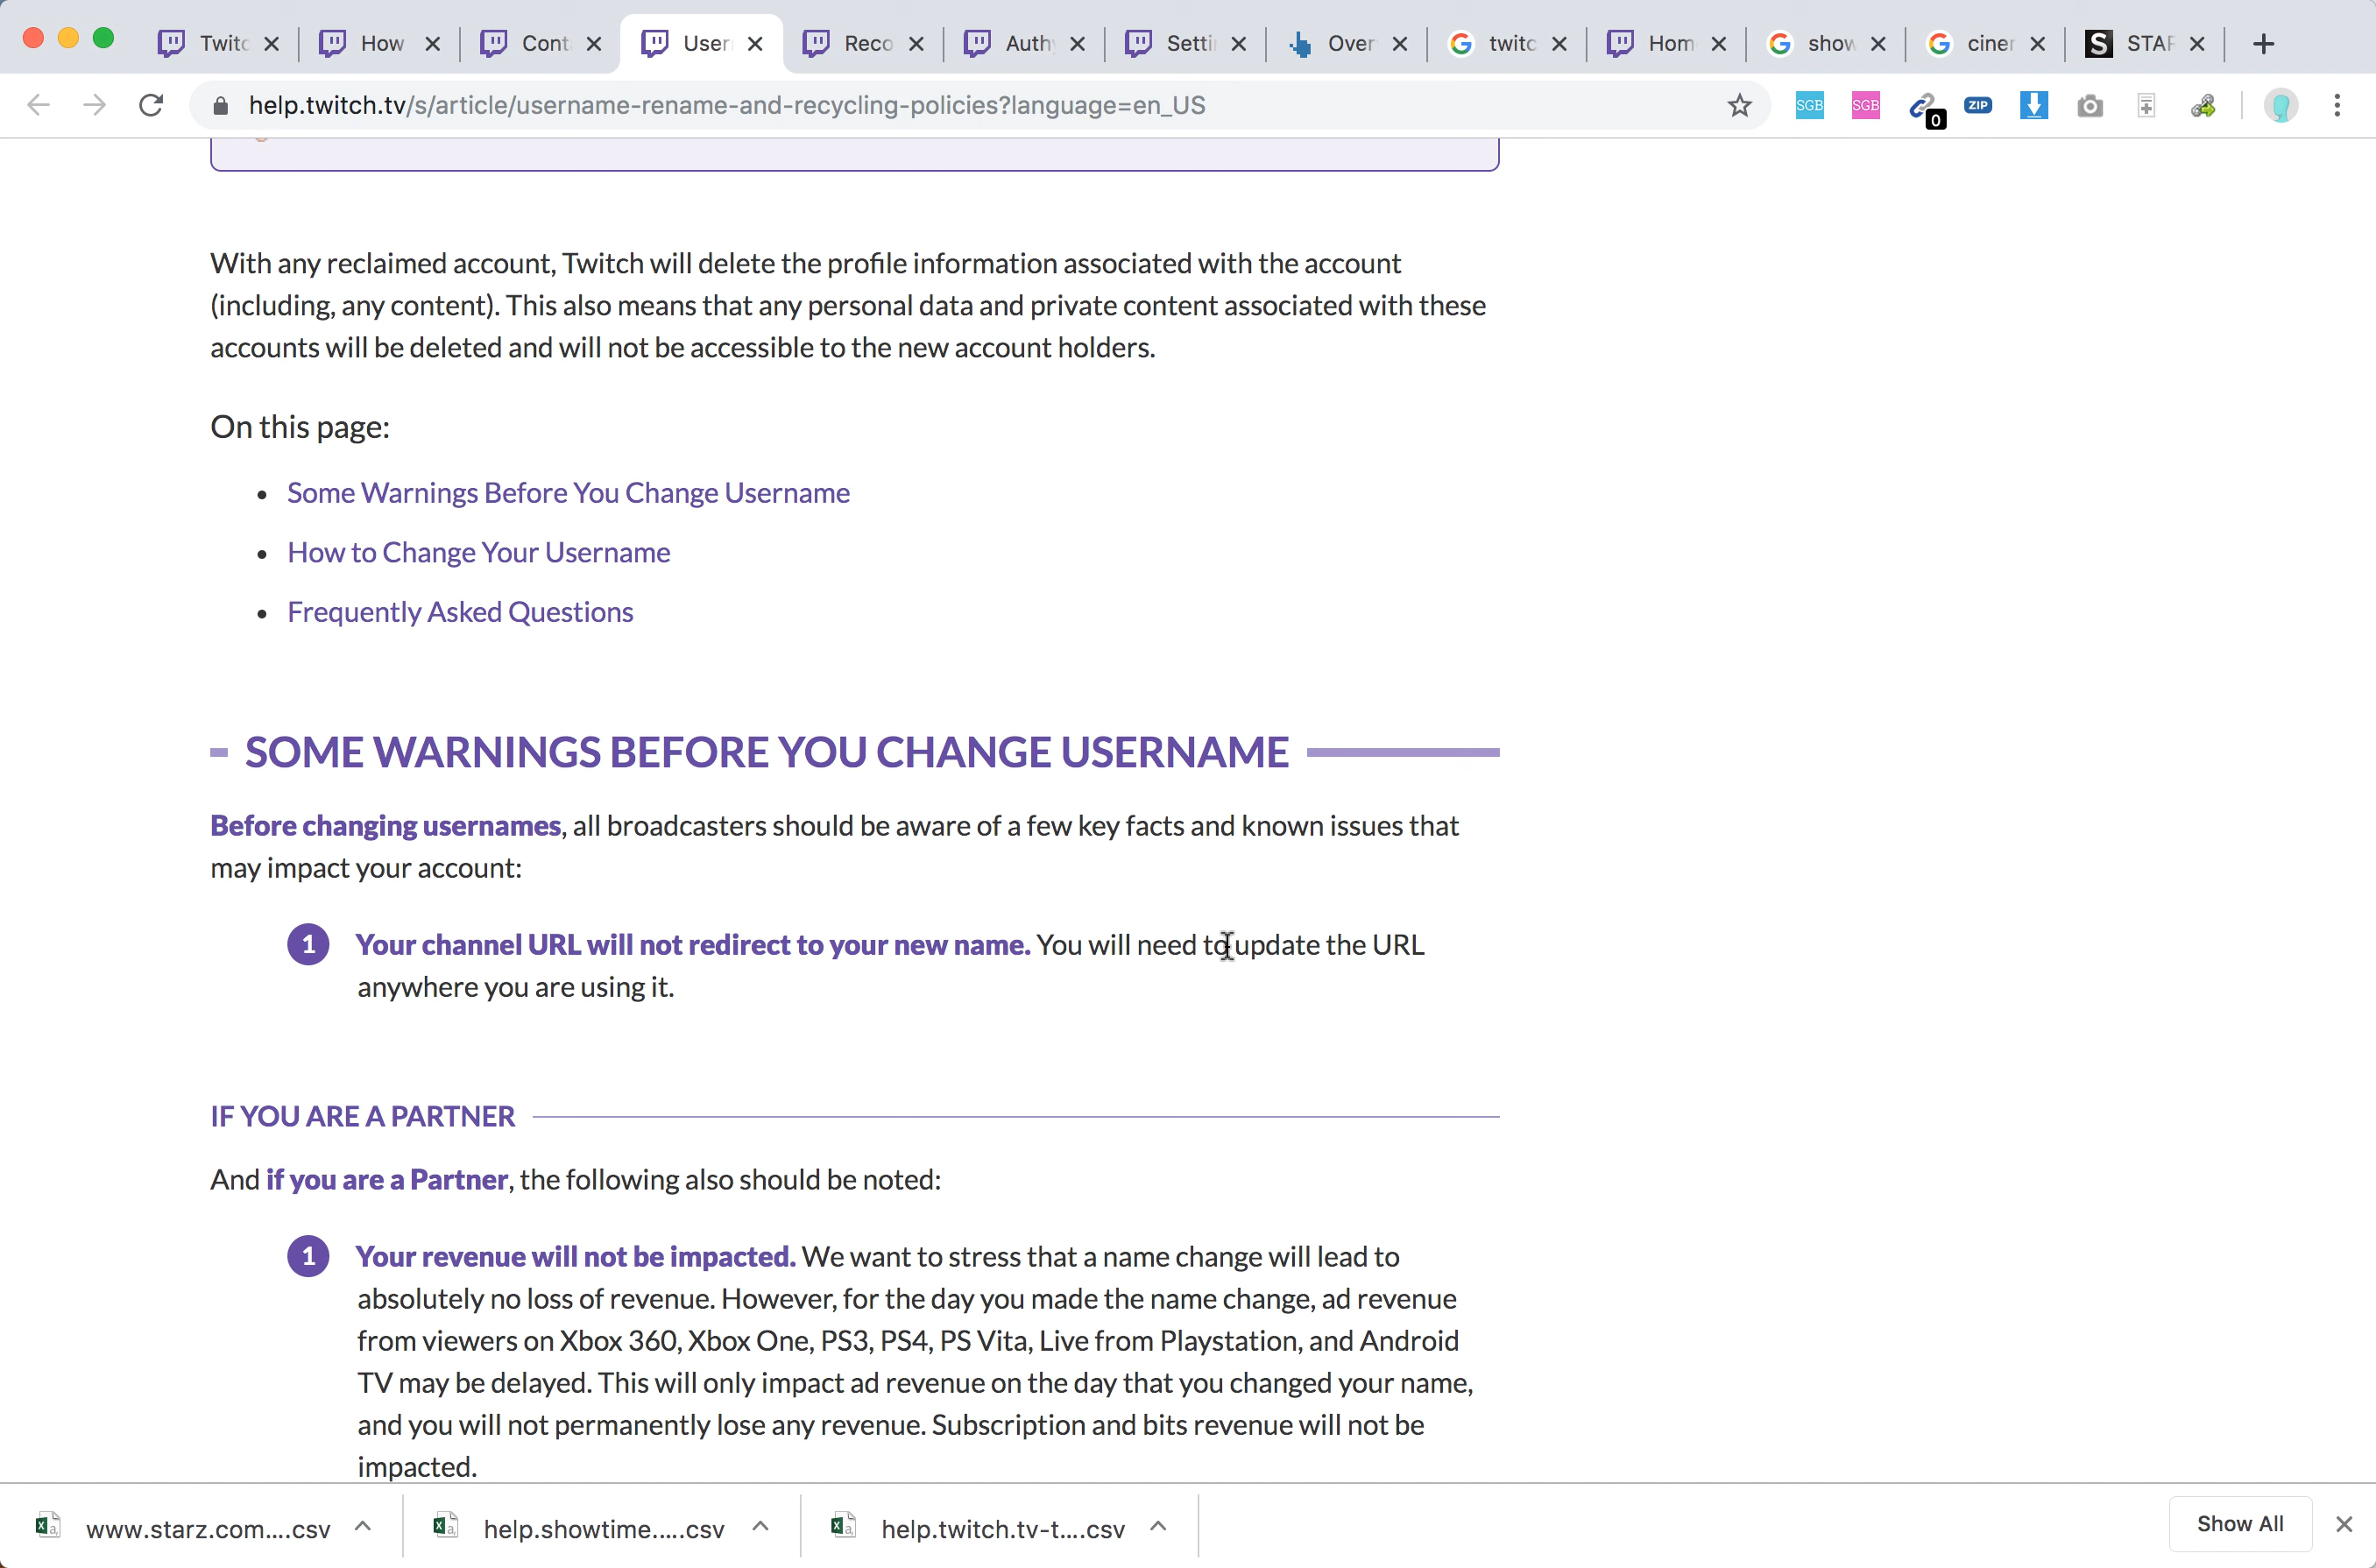 Twitc
How
Cont
User
Reco
Auth
Setti
Over
twitc
Hom
show
ciner
STAR
help.twitch.tv/s/article/username-rename-and-recycling-policies?language=en_US
SGB
SGB
0
ZIP
With any reclaimed account, Twitch will delete the profile information associated with the account
(including, any content). This also means that any personal data and private content associated with these
accounts will be deleted and will not be accessible to the new account holders.
On this page:
• Some Warnings Before You Change Username
• How to Change Your Username
• Frequently Asked Questions
SOME WARNINGS BEFORE YOU CHANGE USERNAME
Before changing usernames, all broadcasters should be aware of a few key facts and known issues that
may impact your account:
1 Your channel URL will not redirect to your new name. You will need to update the URL
anywhere you are using it.
IF YOU ARE A PARTNER
And if you are a Partner, the following also should be noted:
1 Your revenue will not be impacted. We want to stress that a name change will lead to
absolutely no loss of revenue. However, for the day you made the name change, ad revenue
from viewers on Xbox 360, Xbox One, PS3, PS4, PS Vita, Live from Playstation, and Android
TV may be delayed. This will only impact ad revenue on the day that you changed your name,
and you will not permanently lose any revenue. Subscription and bits revenue will not be
impacted.
www.starz.com....csv
help.showtime.....csv
help.twitch.tv-t....csv
Show All